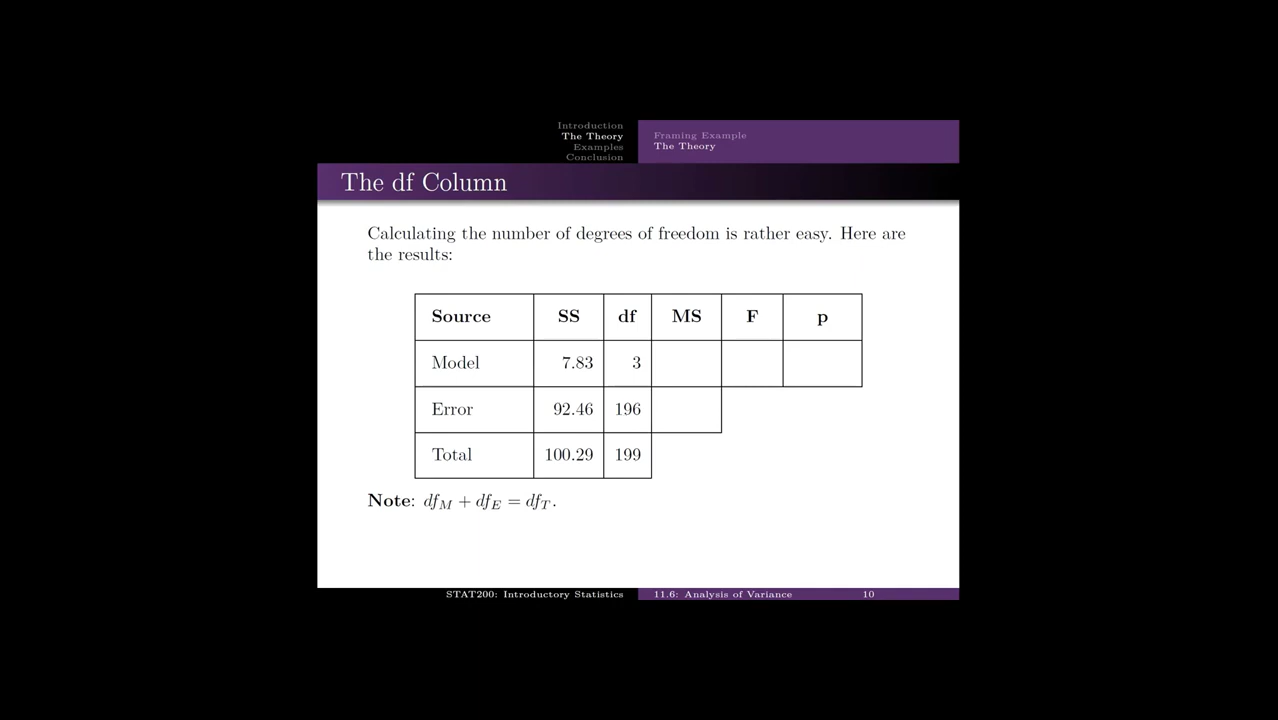 Introduction
The Theory
Examples
Conclusion
Framing Example
The Theory
The df Column
Calculating the number of degrees of freedom is rather easy. Here are
the results:
Source SS df MS F p
Model 7.83 3
Error 92.46 196
Total 100.29 199
Note: df_M + df_E = df_T.
STAT200: Introductory Statistics 11.6: Analysis of Variance 10